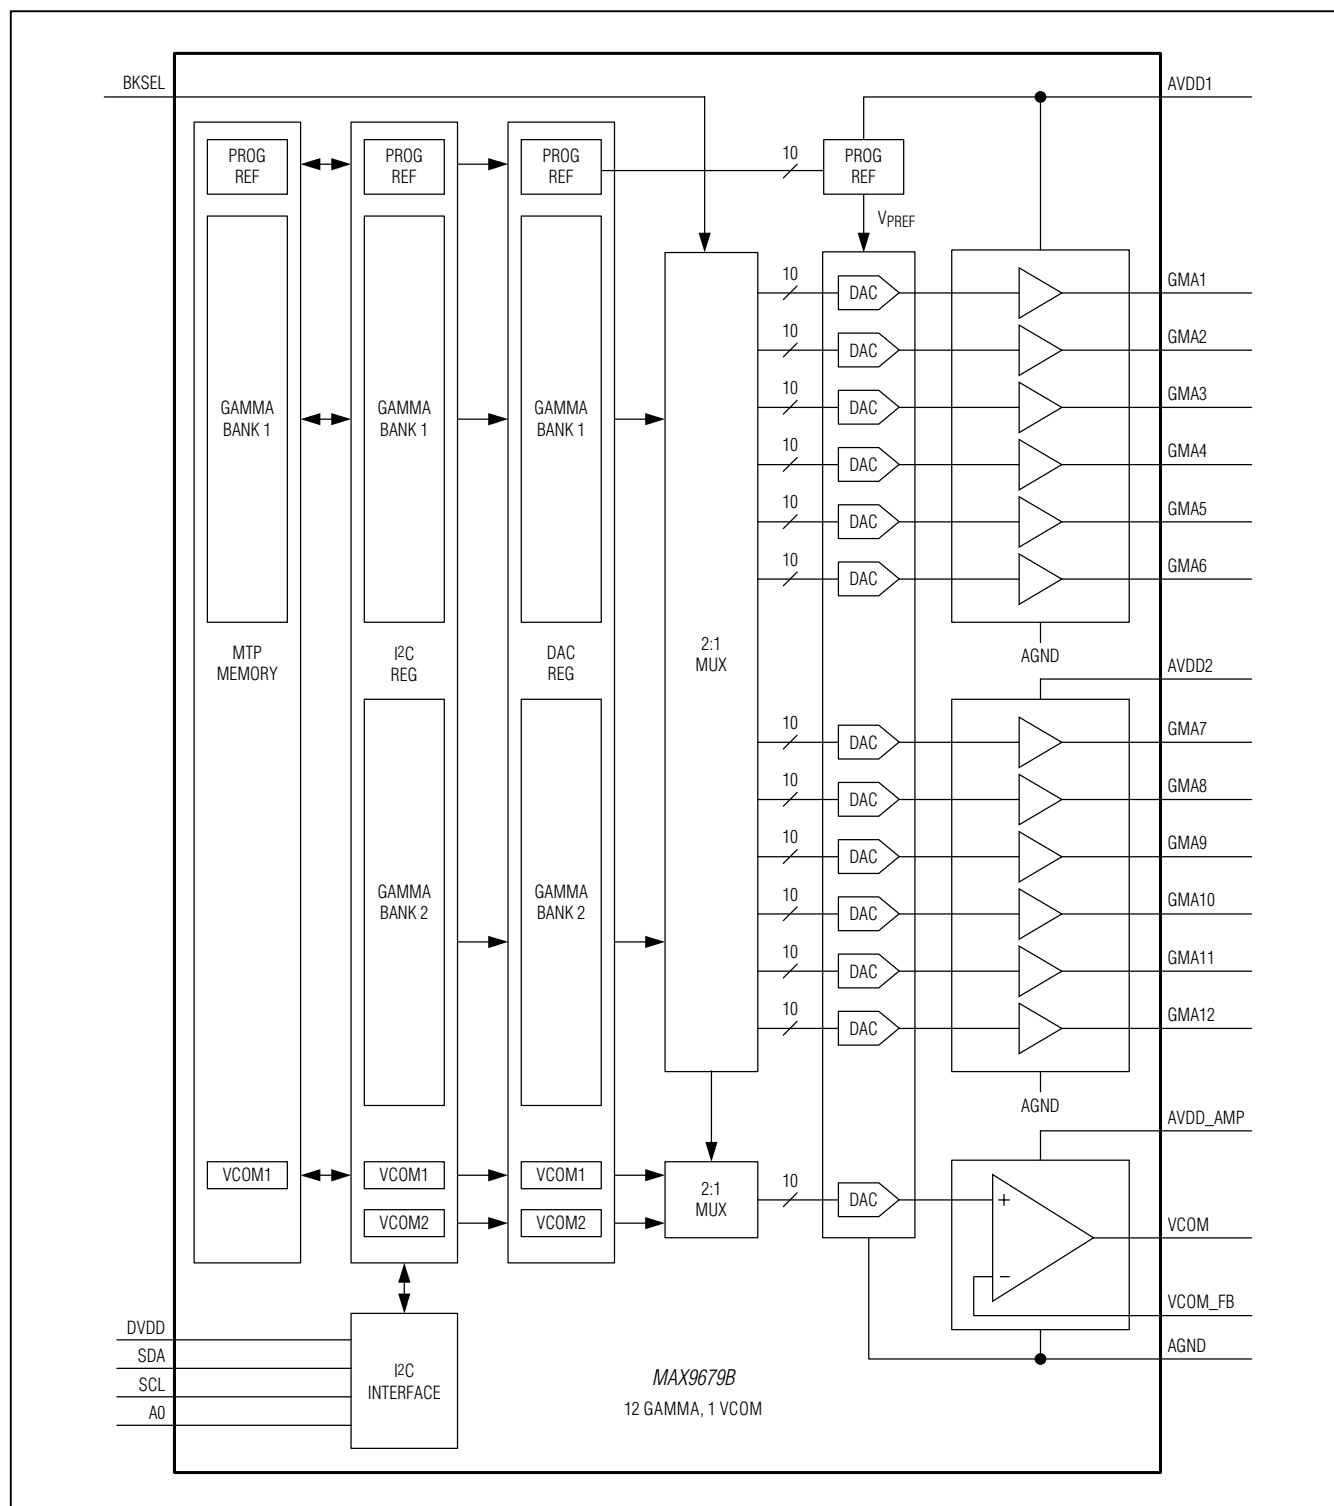 BKSEL
AVDD1
PROG
REF
PROG
REF
PROG
REF
10
PROG
REF
VPREF
GAMMA
BANK 1
GAMMA
BANK 1
GAMMA
BANK 1
MTP
MEMORY
I2C
REG
DAC
REG
GAMMA
BANK 2
GAMMA
BANK 2
VCOM1
VCOM1
VCOM2
VCOM1
VCOM2
2:1
MUX
2:1
MUX
10
DAC
GMA1
10
DAC
GMA2
10
DAC
GMA3
10
DAC
GMA4
10
DAC
GMA5
10
DAC
GMA6
AGND
AVDD2
10
DAC
GMA7
10
DAC
GMA8
10
DAC
GMA9
10
DAC
GMA10
10
DAC
GMA11
10
DAC
GMA12
AGND
AVDD_AMP
10
DAC
+
−
VCOM
VCOM_FB
AGND
DVDD
SDA
SCL
A0
I2C
INTERFACE
MAX9679B
12 GAMMA, 1 VCOM